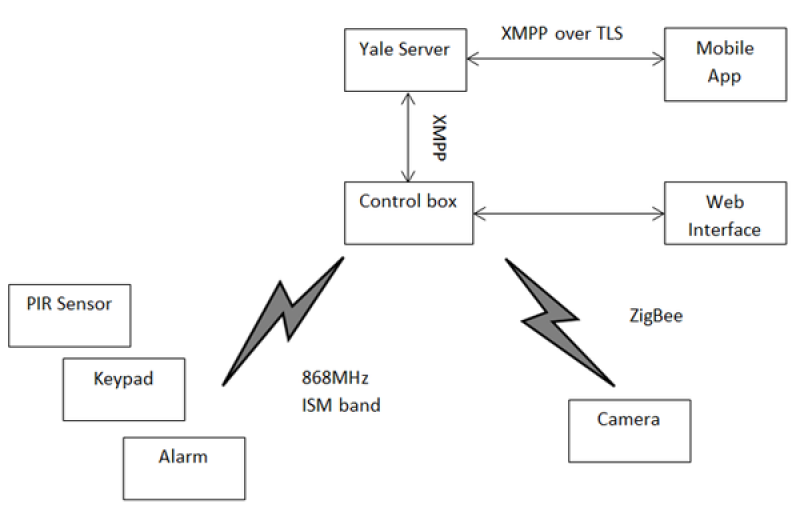 XMPP over TLS
Yale Server
Mobile
App
XMPP
Control box
Web
Interface
PIR Sensor
ZigBee
Keypad
868MHz
ISM band
Camera
Alarm